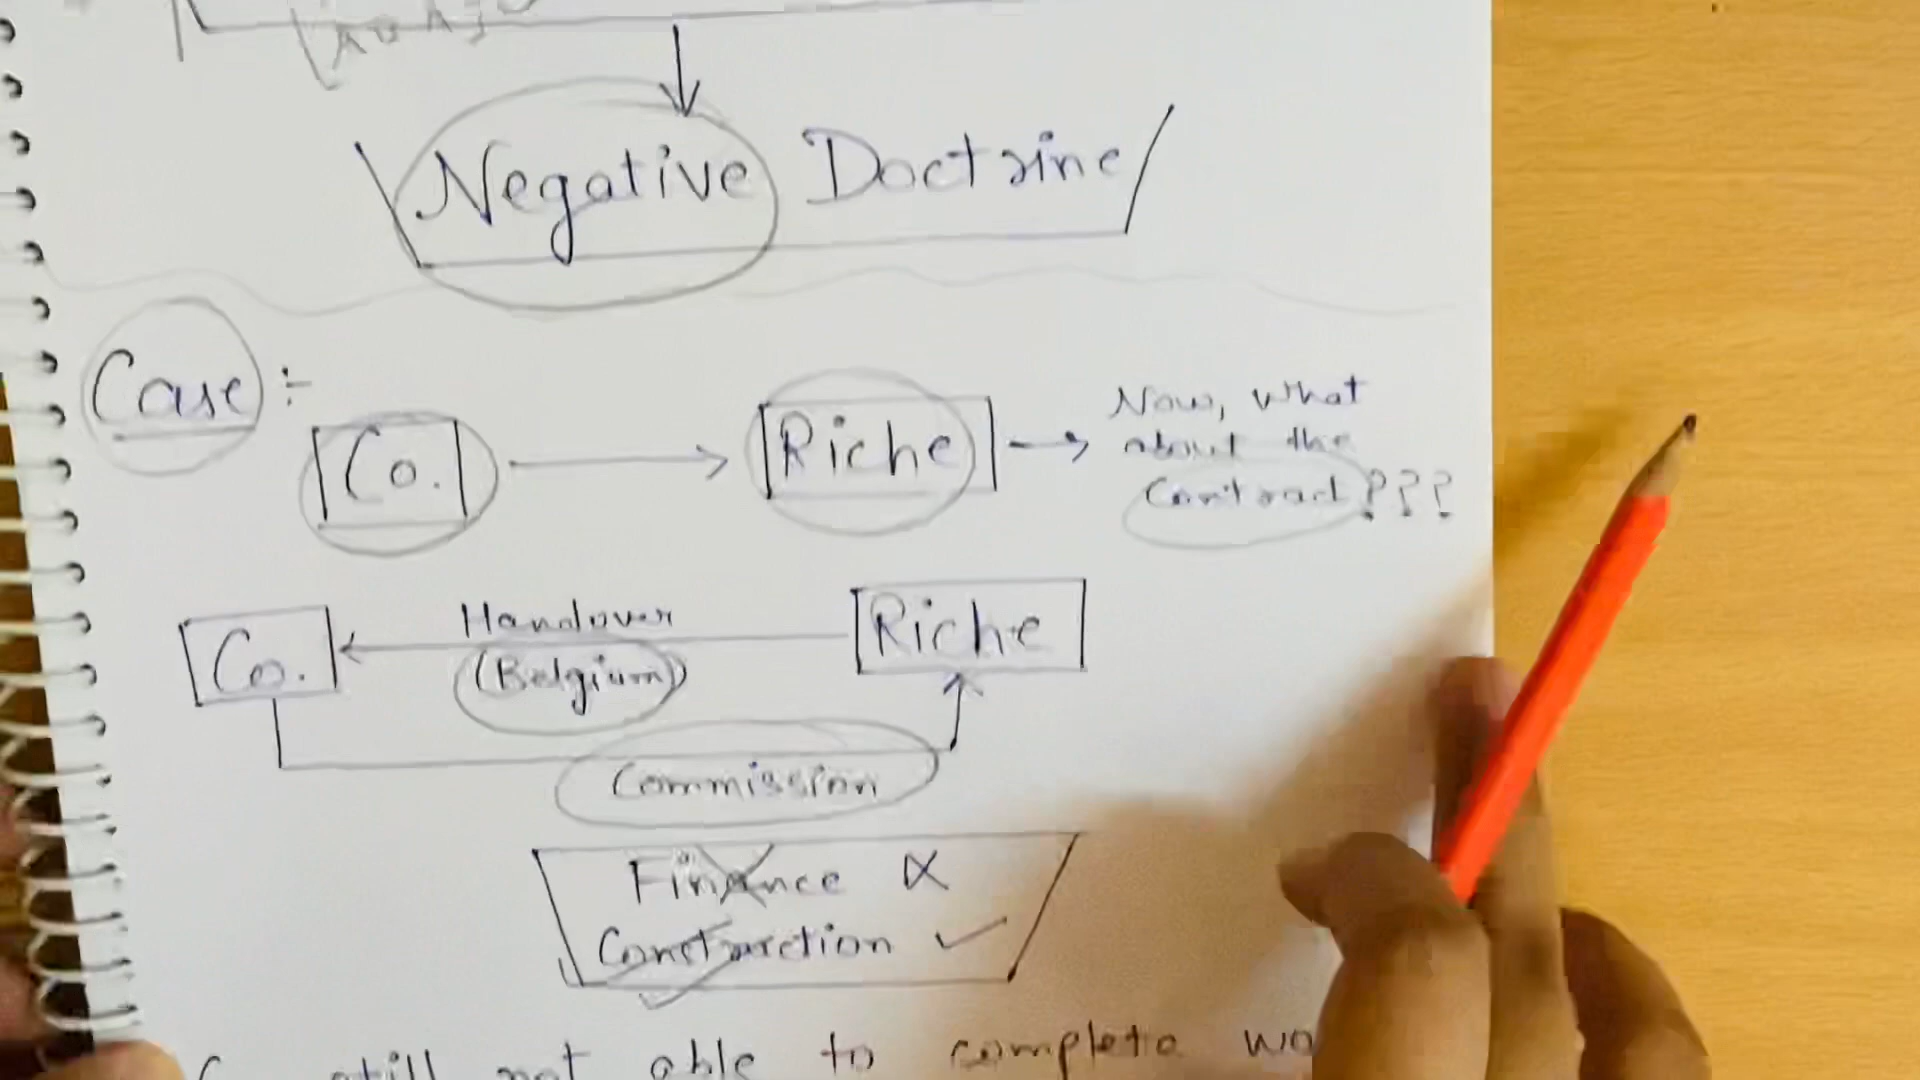 Negative Doctrine
Case :-
Co.
Riche
Now, what
about the
Contract???
Co.
Handover
(Belgium)
Riche
Commission
Finance X
Construction ✓
still not able to complete